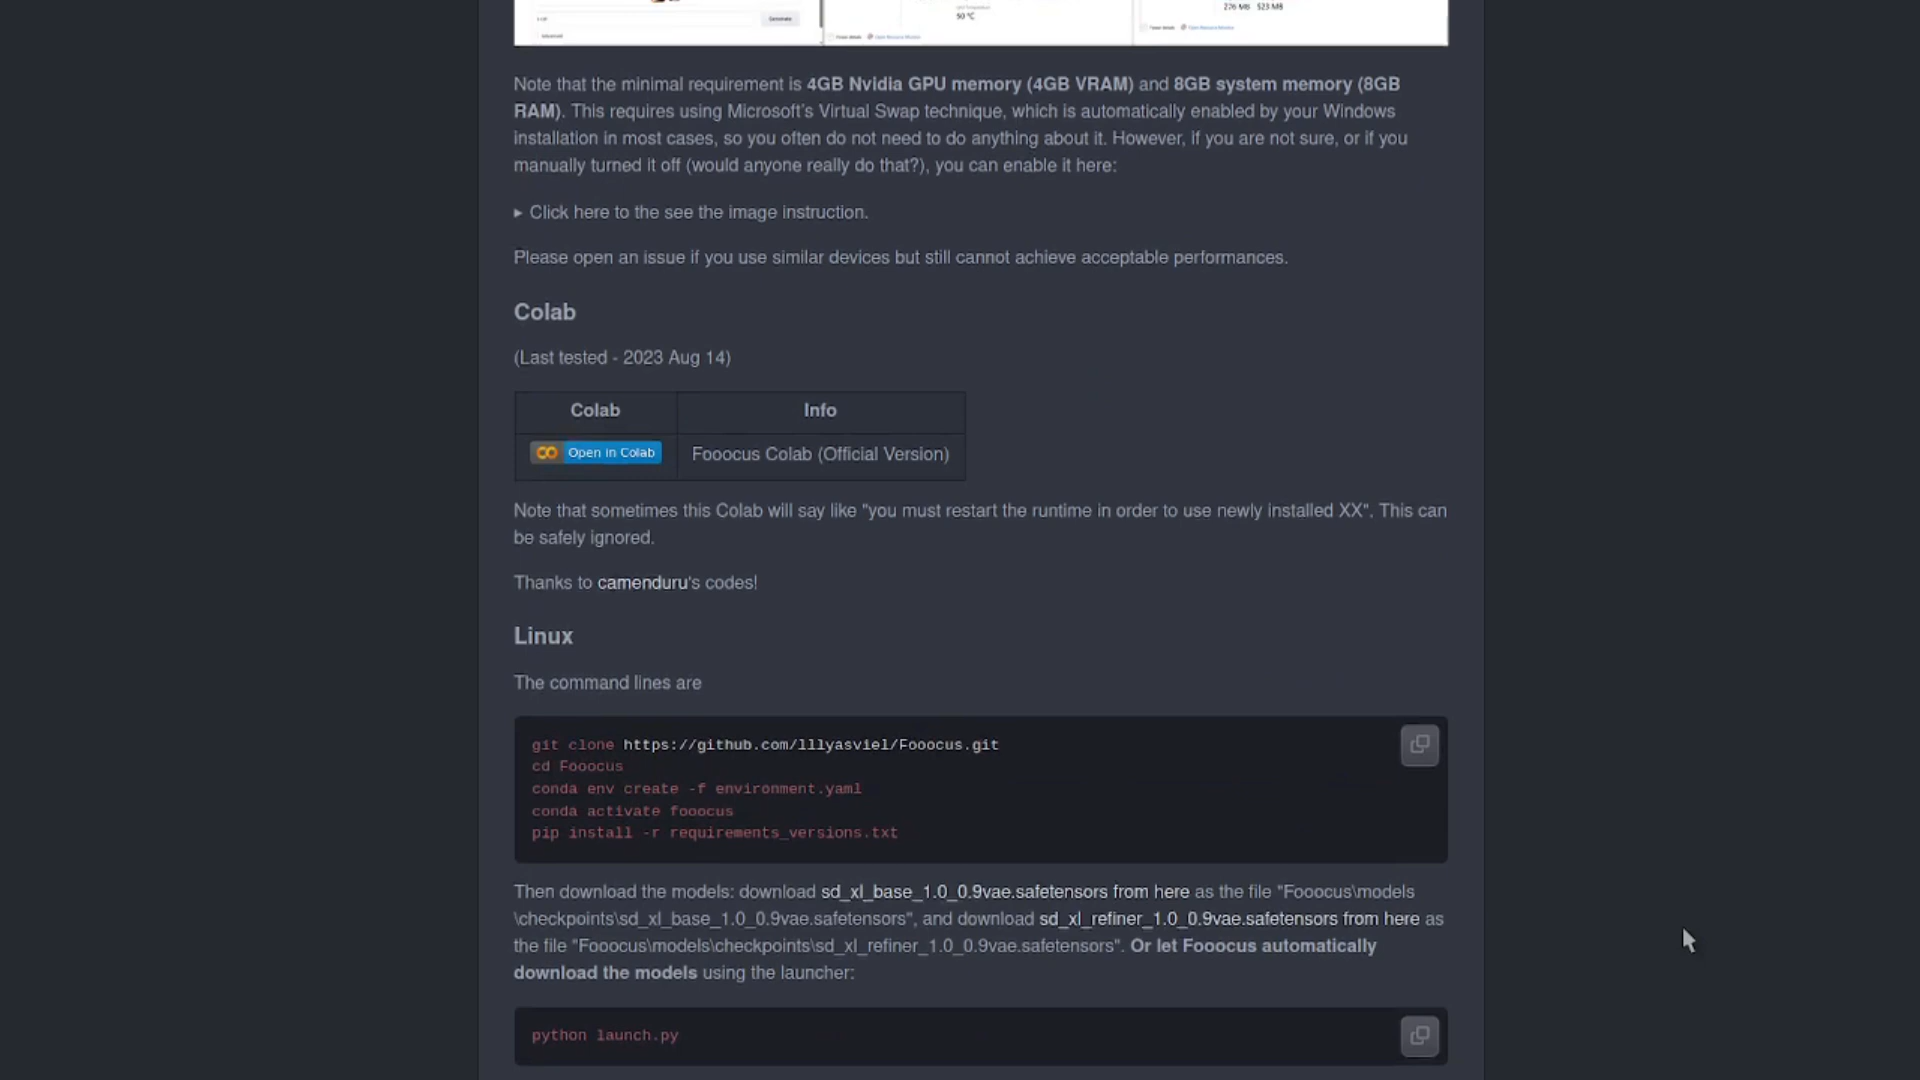 Generate
50 °C
276 MB 523 MB
Note that the minimal requirement is 4GB Nvidia GPU memory (4GB VRAM) and 8GB system memory (8GB
RAM). This requires using Microsoft's Virtual Swap technique, which is automatically enabled by your Windows
installation in most cases, so you often do not need to do anything about it. However, if you are not sure, or if you
manually turned it off (would anyone really do that?), you can enable it here:
▸ Click here to the see the image instruction.
Please open an issue if you use similar devices but still cannot achieve acceptable performances.
Colab
(Last tested - 2023 Aug 14)
Colab Info
Open in Colab Fooocus Colab (Official Version)
Note that sometimes this Colab will say like "you must restart the runtime in order to use newly installed XX". This can
be safely ignored.
Thanks to camenduru's codes!
Linux
The command lines are
git clone https://github.com/lllyasviel/Fooocus.git
cd Fooocus
conda env create -f environment.yaml
conda activate fooocus
pip install -r requirements_versions.txt
Then download the models: download sd_xl_base_1.0_0.9vae.safetensors from here as the file "Fooocus\models
\checkpoints\sd_xl_base_1.0_0.9vae.safetensors", and download sd_xl_refiner_1.0_0.9vae.safetensors from here as
the file "Fooocus\models\checkpoints\sd_xl_refiner_1.0_0.9vae.safetensors". Or let Fooocus automatically
download the models using the launcher:
python launch.py